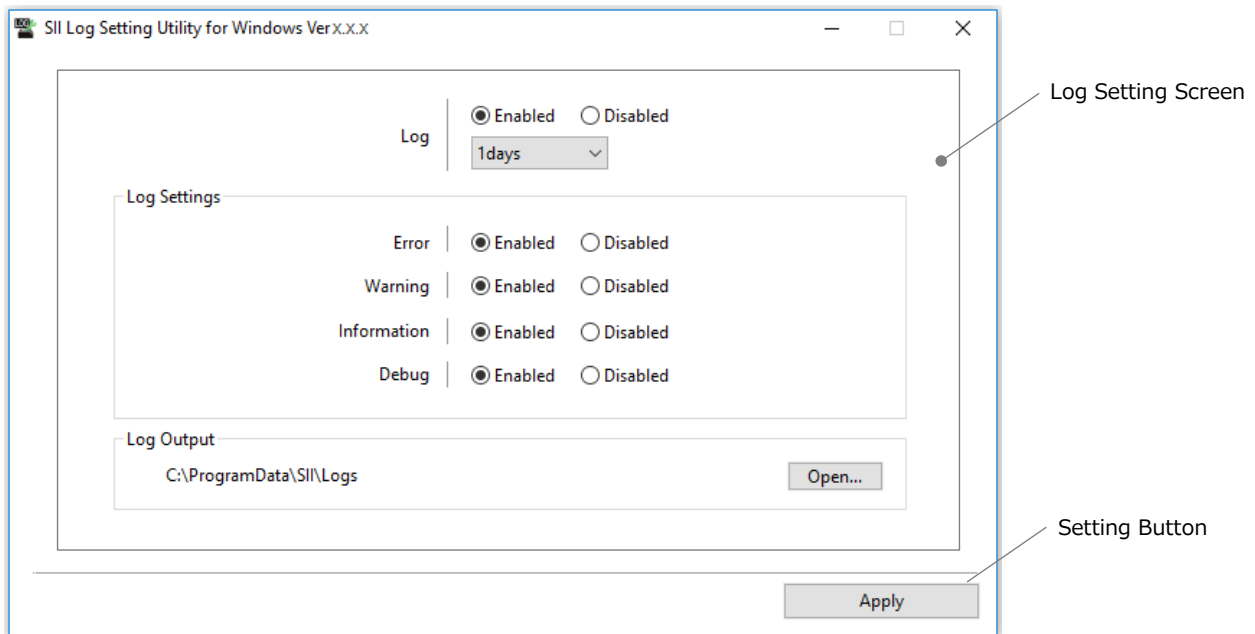 SII Log Setting Utility for Windows Ver X.X.X
Log Setting Screen
Log
Enabled Disabled
1days
Log Settings
Error Enabled Disabled
Warning Enabled Disabled
Information Enabled Disabled
Debug Enabled Disabled
Log Output
C:\ProgramData\SII\Logs Open...
Setting Button
Apply